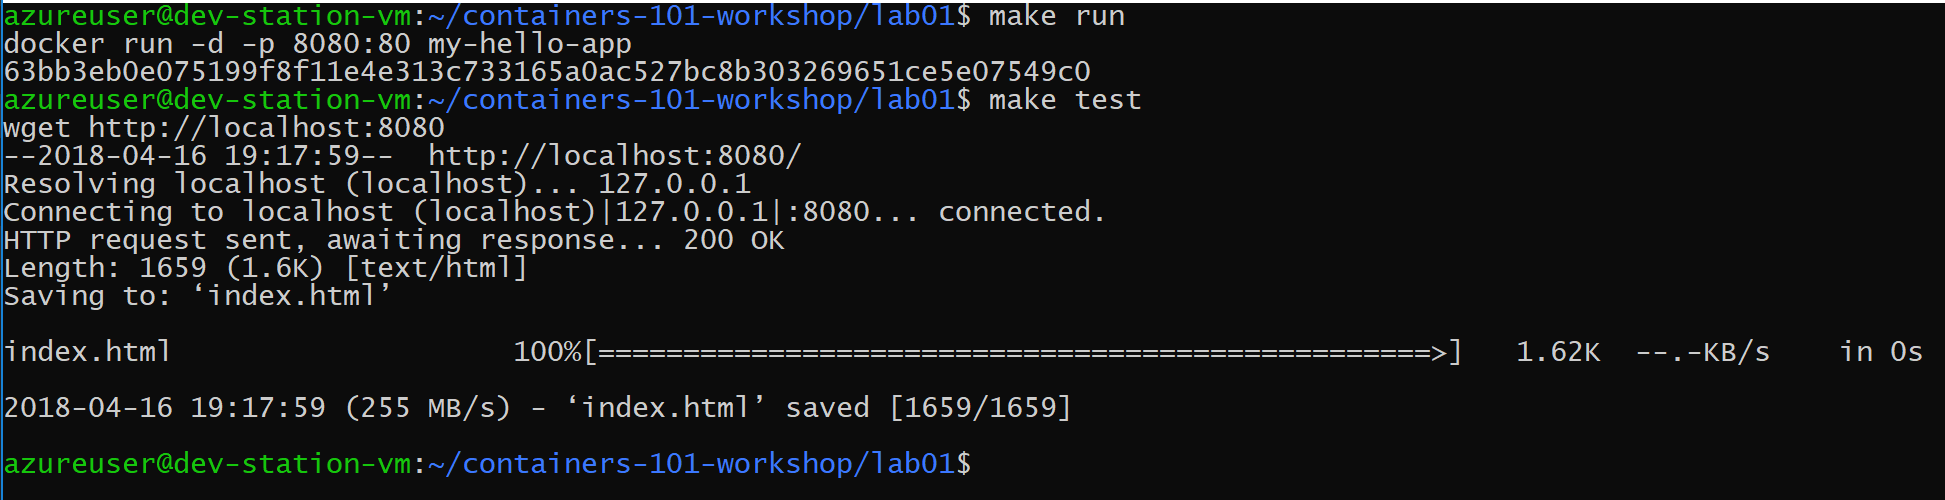 azureuser@dev-station-vm:~/containers-101-workshop/lab01$ make run
docker run -d -p 8080:80 my-hello-app
63bb3eb0e075199f8f11e4e313c733165a0ac527bc8b303269651ce5e07549c0
azureuser@dev-station-vm:~/containers-101-workshop/lab01$ make test
wget http://localhost:8080
--2018-04-16 19:17:59--  http://localhost:8080/
Resolving localhost (localhost)... 127.0.0.1
Connecting to localhost (localhost)|127.0.0.1|:8080... connected.
HTTP request sent, awaiting response... 200 OK
Length: 1659 (1.6K) [text/html]
Saving to: ‘index.html’
index.html                    100%[=================================================>]   1.62K  --.-KB/s    in 0s
2018-04-16 19:17:59 (255 MB/s) - ‘index.html’ saved [1659/1659]
azureuser@dev-station-vm:~/containers-101-workshop/lab01$